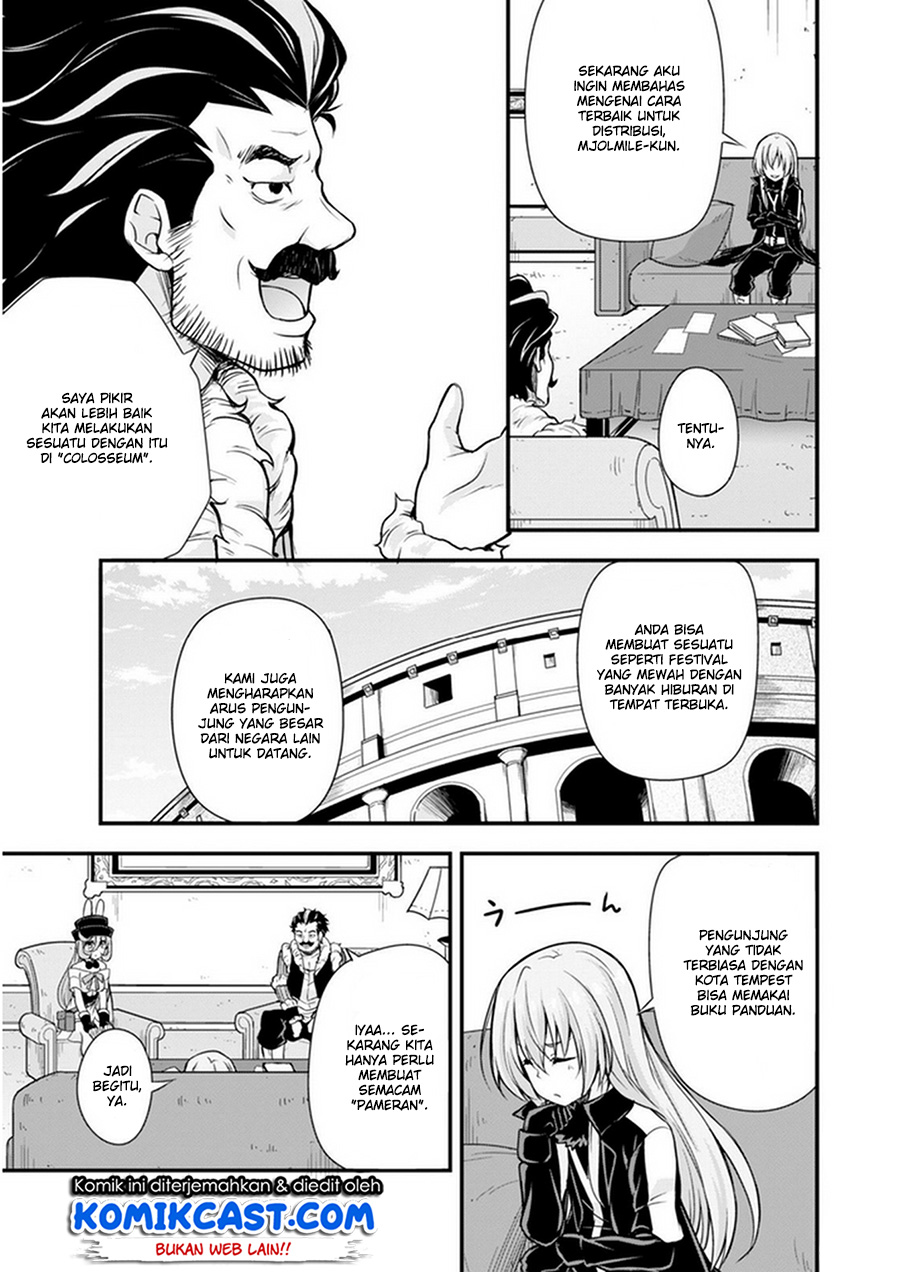 SEKARANG AKU
INGIN MEMBAHAS
MENGENAI CARA
TERBAIK UNTUK
DISTRIBUSI,
MJOLMILE-KUN.
TENTU-
NYA.
SAYA PIKIR
AKAN LEBIH BAIK
KITA MELAKUKAN
SESUATU DENGAN ITU
DI "COLOSSEUM".
ANDA BISA
MEMBUAT SESUATU
SEPERTI FESTIVAL
YANG MEWAH DENGAN
BANYAK HIBURAN DI
TEMPAT TERBUKA.
KAMI JUGA
MENGHARAPKAN
ARUS PENGUN-
JUNG YANG BESAR
DARI NEGARA LAIN
UNTUK DATANG.
PENGUNJUNG
YANG TIDAK
TERBIASA DENGAN
KOTA TEMPEST
BISA MEMAKAI
BUKU PANDUAN.
うーーん
IYAA... SE-
KARANG KITA
HANYA PERLU
MEMBUAT
SEMACAM
"PAMERAN".
JADI
BEGITU,
YA.
Komik ini diterjemahkan & diedit oleh
KOMIKCAST.COM
BUKAN WEB LAIN!!